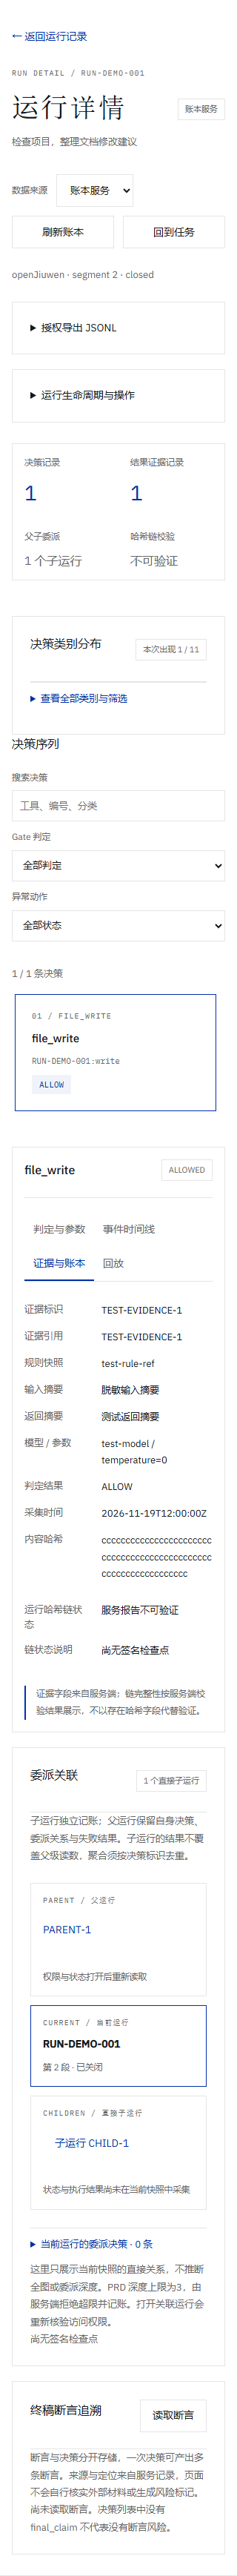 ← 返回运行记录
RUN DETAIL / RUN-DEMO-001
运行详情
账本服务
检查项目，整理文档修改建议
数据来源
账本服务
刷新账本
回到任务
openJiuwen · segment 2 · closed
▶ 授权导出 JSONL
▶ 运行生命周期与操作
决策记录
结果证据记录
1
1
父子委派
哈希链校验
1 个子运行
不可验证
决策类别分布
本次出现 1 / 11
▶ 查看全部类别与筛选
决策序列
搜索决策
工具、编号、分类
Gate 判定
全部判定
异常动作
全部状态
1 / 1 条决策
01 / FILE_WRITE
file_write
RUN-DEMO-001:write
ALLOW
file_write
ALLOWED
判定与参数
事件时间线
证据与账本
回放
证据标识
TEST-EVIDENCE-1
证据引用
TEST-EVIDENCE-1
规则快照
test-rule-ref
输入摘要
脱敏输入摘要
返回摘要
测试返回摘要
模型 / 参数
test-model /
temperature=0
判定结果
ALLOW
采集时间
2026-11-19T12:00:00Z
内容哈希
cccccccccccccccccccccccc
cccccccccccccccccccccccc
cccccccccccccccccc
运行哈希链状
态
服务报告不可验证
链状态说明
尚无签名检查点
证据字段来自服务端；链完整性按服务端校
验结果展示，不以存在哈希字段代替验证。
委派关联
1 个直接子运行
子运行独立记账；父运行保留自身决策、
委派关系与失败结果。子运行的结果不覆
盖父级读数，聚合须按决策标识去重。
PARENT / 父运行
PARENT-1
权限与状态打开后重新读取
CURRENT / 当前运行
RUN-DEMO-001
第 2 段 · 已关闭
CHILDREN / 直接子运行
子运行 CHILD-1
状态与执行结果尚未在当前快照中采集
▶ 当前运行的委派决策 · 0 条
这里只展示当前快照的直接关系，不推断
全图或委派深度。PRD 深度上限为3，由
服务端拒绝超限并记账。打开关联运行会
重新核验访问权限。
尚无签名检查点
终稿断言追溯
读取断言
断言与决策分开存储，一次决策可产出多
条断言。来源与定位来自服务记录，页面
不会自行核实外部材料或生成风险标记。
尚未读取断言。决策列表中没有
final_claim 不代表没有断言风险。